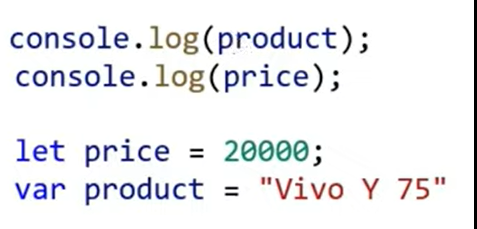 console.log(product);
console.log(price);
let price = 20000;
var product = "Vivo Y 75"